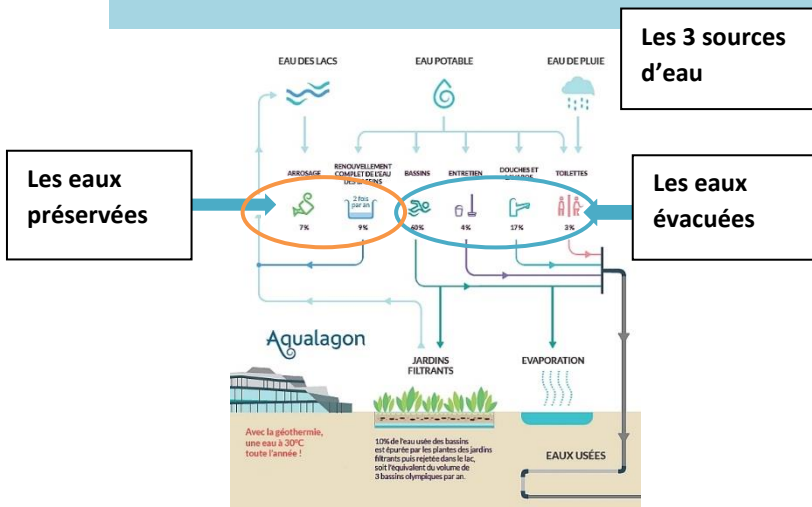 Les 3 sources
d'eau
EAU DES LACS
EAU POTABLE
EAU DE PLUIE
Les eaux
préservées
Les eaux
évacuées
ARROSAGE
RENOUVELLEMENT
COMPLET DE L'EAU
DES BASSINS
BASSINS
ENTRETIEN
DOUCHES ET
TOILETTES
2 fois
par an
7%
9%
60%
4%
17%
3%
Aqualagon
JARDINS
FILTRANTS
EVAPORATION
Avec la géothermie,
une eau à 30°C
toute l'année !
10% de l'eau usée des bassins
est épurée par les plantes des jardins
filtrants puis rejetée dans le lac,
soit l'équivalent du volume de
3 bassins olympiques par an.
EAUX USÉES